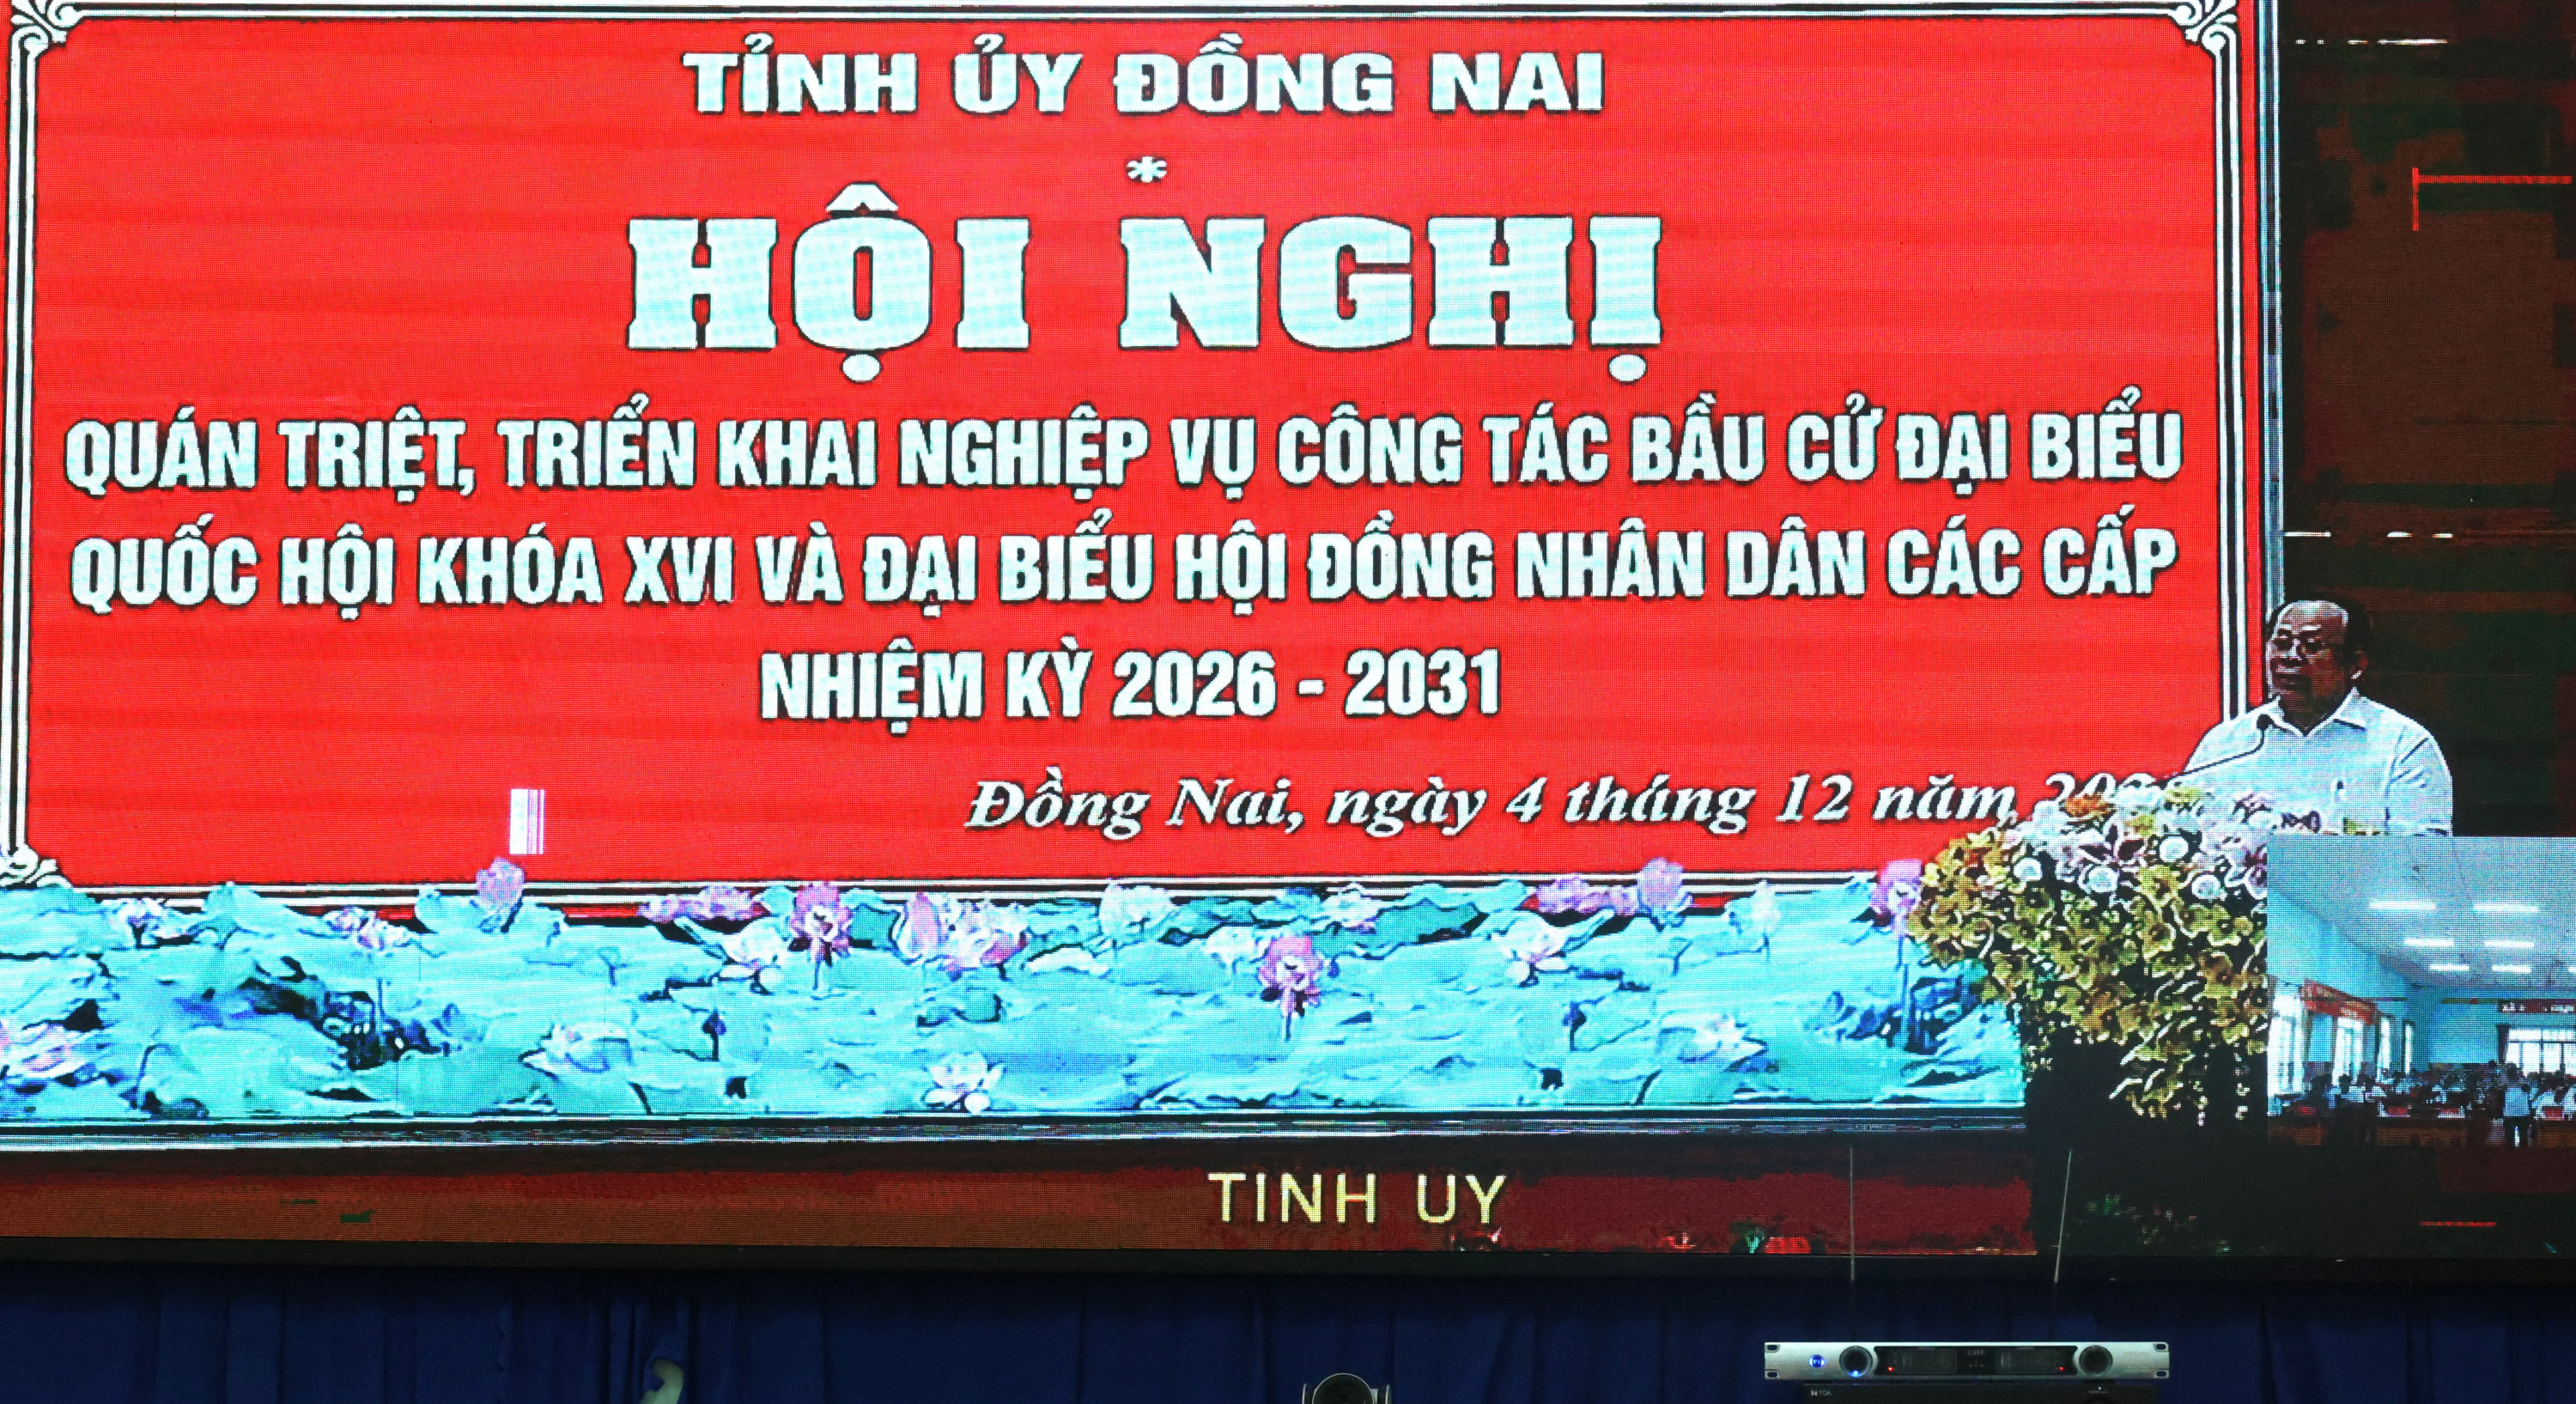 TỈNH ỦY ĐỒNG NAI
*
HỘI NGHỊ
QUÁN TRIỆT, TRIỂN KHAI NGHIỆP VỤ CÔNG TÁC BẦU CỬ ĐẠI BIỂU
QUỐC HỘI KHÓA XVI VÀ ĐẠI BIỂU HỘI ĐỒNG NHÂN DÂN CÁC CẤP
NHIỆM KỲ 2026 - 2031
Đồng Nai, ngày 4 tháng 12 năm
TINH UY